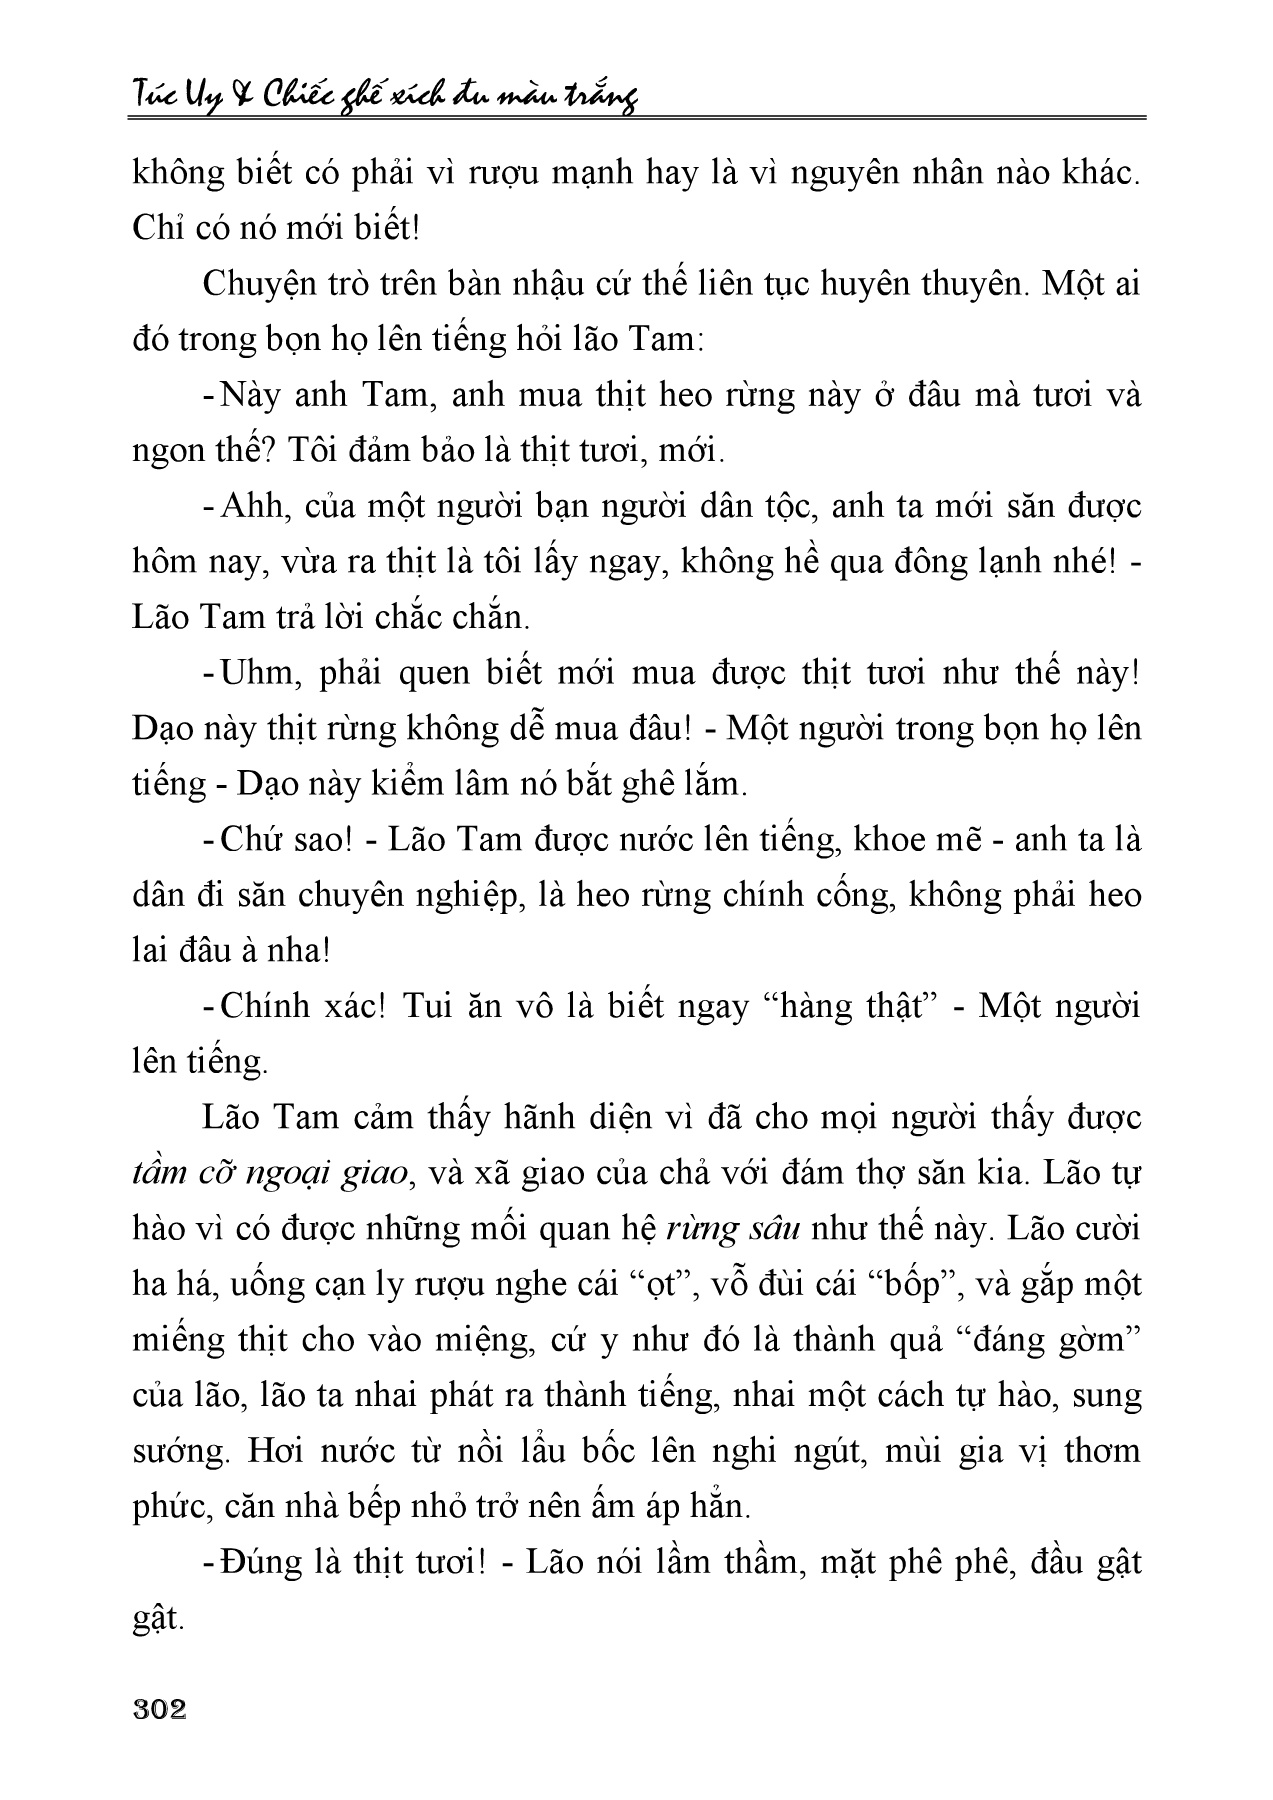 Túc Uy & Chiếc ghế xích đu màu trắng
không biết có phải vì rượu mạnh hay là vì nguyên nhân nào khác.
Chỉ có nó mới biết!
Chuyện trò trên bàn nhậu cứ thế liên tục huyên thuyên. Một ai
đó trong bọn họ lên tiếng hỏi lão Tam:
- Này anh Tam, anh mua thịt heo rừng này ở đâu mà tươi và
ngon thế? Tôi đảm bảo là thịt tươi, mới.
- Ahh, của một người bạn người dân tộc, anh ta mới săn được
hôm nay, vừa ra thịt là tôi lấy ngay, không hề qua đông lạnh nhé! -
Lão Tam trả lời chắc chắn.
- Uhm, phải quen biết mới mua được thịt tươi như thế này!
Dạo này thịt rừng không dễ mua đâu! - Một người trong bọn họ lên
tiếng - Dạo này kiểm lâm nó bắt ghê lắm.
- Chứ sao! - Lão Tam được nước lên tiếng, khoe mẽ - anh ta là
dân đi săn chuyên nghiệp, là heo rừng chính cống, không phải heo
lai đâu à nha!
- Chính xác! Tui ăn vô là biết ngay “hàng thật” - Một người
lên tiếng.
Lão Tam cảm thấy hãnh diện vì đã cho mọi người thấy được
tầm cỡ ngoại giao, và xã giao của chả với đám thợ săn kia. Lão tự
hào vì có được những mối quan hệ rừng sâu như thế này. Lão cười
ha há, uống cạn ly rượu nghe cái “ọt”, vỗ đùi cái “bốp”, và gắp một
miếng thịt cho vào miệng, cứ y như đó là thành quả “đáng gờm”
của lão, lão ta nhai phát ra thành tiếng, nhai một cách tự hào, sung
sướng. Hơi nước từ nồi lẩu bốc lên nghi ngút, mùi gia vị thơm
phức, căn nhà bếp nhỏ trở nên ấm áp hẳn.
- Đúng là thịt tươi! - Lão nói lầm thầm, mặt phê phê, đầu gật
gật.
302